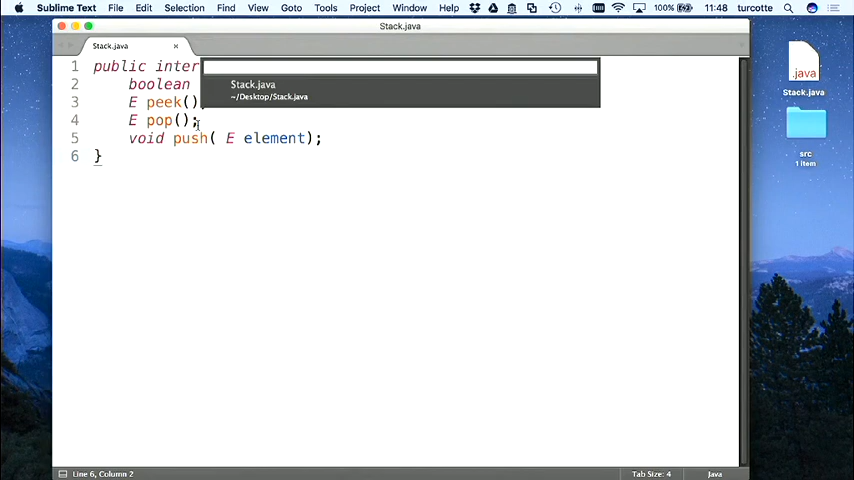 Sublime Text File Edit Selection Find View Goto Tools Project Window Help 100% 11:48 turcotte
Stack.java
Stack.java
1 public inter
2 boolean
3 E peek()
4 E pop();
5 void push( E element);
6 }
Stack.java
~/Desktop/Stack.java
.java
Stack.java
src
1 item
Line 6, Column 2 Tab Size: 4 Java